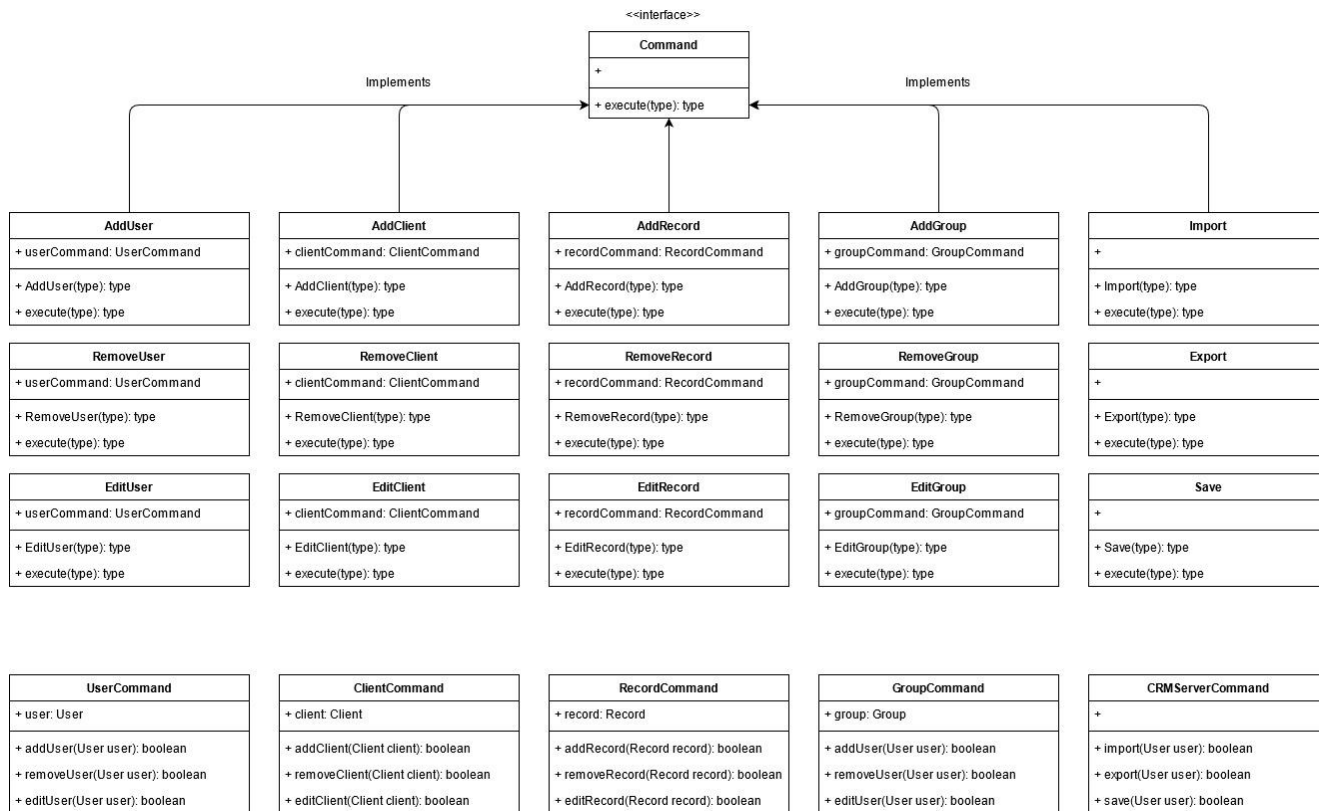 <<interface>>
Command
+
+ execute(type): type
Implements
Implements
AddUser
+ userCommand: UserCommand
+ AddUser(type): type
+ execute(type): type
AddClient
+ clientCommand: ClientCommand
+ AddClient(type): type
+ execute(type): type
AddRecord
+ recordCommand: RecordCommand
+ AddRecord(type): type
+ execute(type): type
AddGroup
+ groupCommand: GroupCommand
+ AddGroup(type): type
+ execute(type): type
Import
+
+ Import(type): type
+ execute(type): type
RemoveUser
+ userCommand: UserCommand
+ RemoveUser(type): type
+ execute(type): type
RemoveClient
+ clientCommand: ClientCommand
+ RemoveClient(type): type
+ execute(type): type
RemoveRecord
+ recordCommand: RecordCommand
+ RemoveRecord(type): type
+ execute(type): type
RemoveGroup
+ groupCommand: GroupCommand
+ RemoveGroup(type): type
+ execute(type): type
Export
+
+ Export(type): type
+ execute(type): type
EditUser
+ userCommand: UserCommand
+ EditUser(type): type
+ execute(type): type
EditClient
+ clientCommand: ClientCommand
+ EditClient(type): type
+ execute(type): type
EditRecord
+ recordCommand: RecordCommand
+ EditRecord(type): type
+ execute(type): type
EditGroup
+ groupCommand: GroupCommand
+ EditGroup(type): type
+ execute(type): type
Save
+
+ Save(type): type
+ execute(type): type
UserCommand
+ user: User
+ addUser(User user): boolean
+ removeUser(User user): boolean
+ editUser(User user): boolean
ClientCommand
+ client: Client
+ addClient(Client client): boolean
+ removeClient(Client client): boolean
+ editClient(Client client): boolean
RecordCommand
+ record: Record
+ addRecord(Record record): boolean
+ removeRecord(Record record): boolean
+ editRecord(Record record): boolean
GroupCommand
+ group: Group
+ addUser(User user): boolean
+ removeUser(User user): boolean
+ editUser(User user): boolean
CRMServerCommand
+
+ import(User user): boolean
+ export(User user): boolean
+ save(User user): boolean